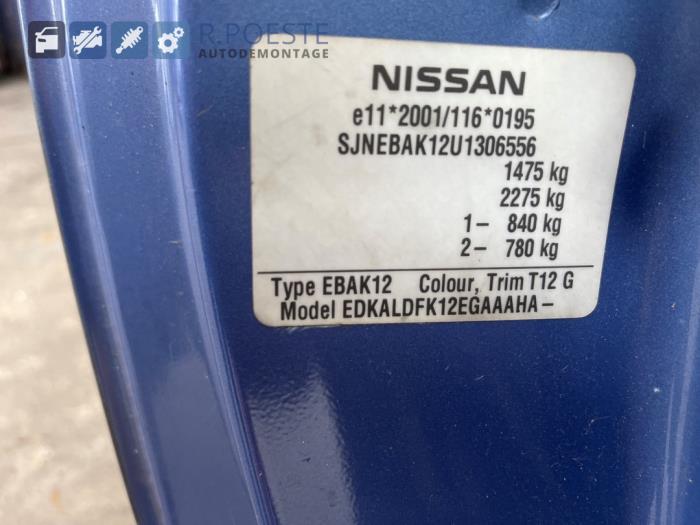 R.POESTE
AUTODEMONTAGE
NISSAN
e11*2001/116*0195
SJNEBAK12U1306556
1475 kg
2275 kg
1- 840 kg
2- 780 kg
Type EBAK12 Colour, Trim T12 G
Model EDKALDFK12EGAAAHA-